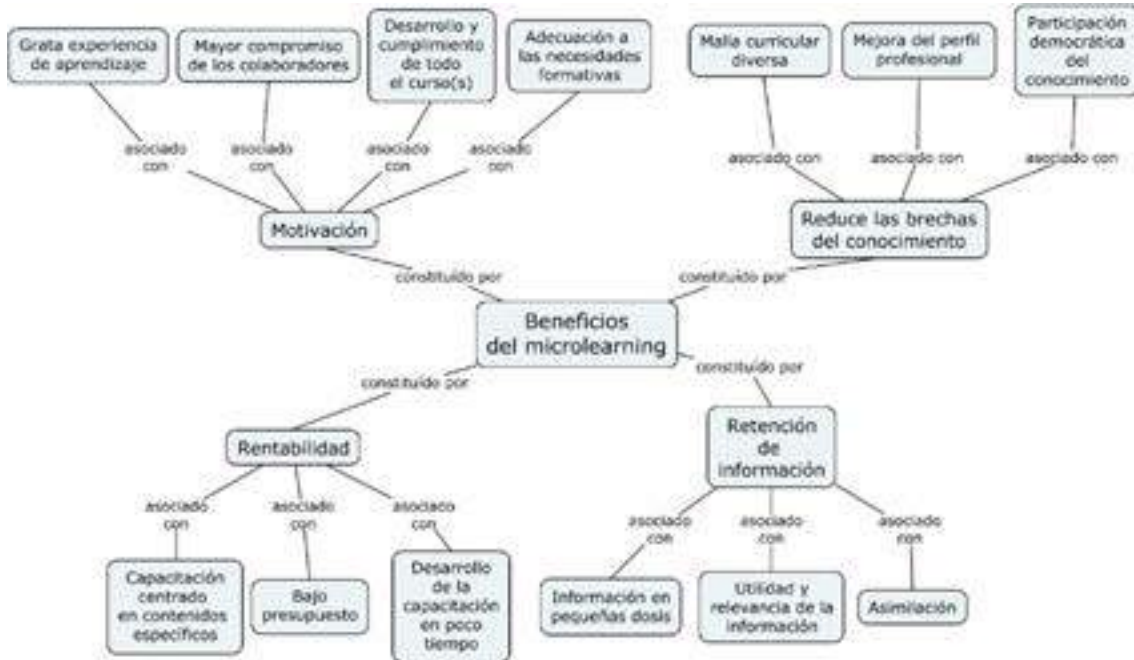 Grata experiencia
de aprendizaje
Mayor compromiso
de los colaboradores
Desarrollo y
cumplimiento
de todo
el curso(s)
Adecuación a
las necesidades
formativas
Malla curricular
diversa
Mejora del perfil
profesional
Participación
democrática
del
conocimiento
asociado
con
asociado
con
asociado
con
asociado
con
asociado con
asociado con
asociado con
Motivación
Reduce las brechas
del conocimiento
constituído por
constituído por
Beneficios
del microlearning
constituído por
constituído por
Rentabilidad
Retención
de
información
asociado
con
asociado
con
asociado
con
asociado
con
asociado
con
asociado
con
Capacitación
centrado
en contenidos
específicos
Bajo
presupuesto
Desarrollo
de la
capacitación
en poco
tiempo
Información en
pequeñas dosis
Utilidad y
relevancia de la
información
Asimilación